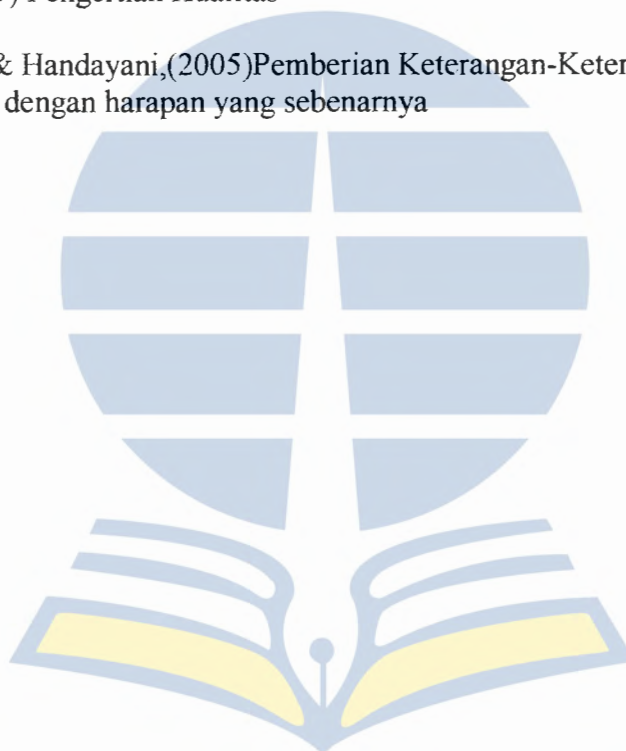 ) Pengertian Kualitas
& Handayani,(2005)Pemberian Keterangan-Keter
dengan harapan yang sebenarnya